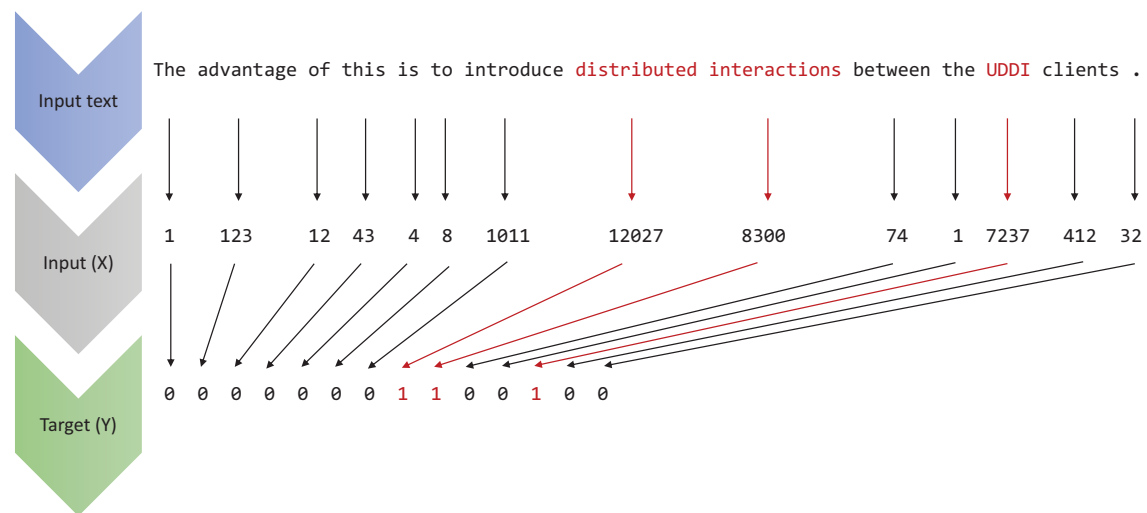 The advantage of this is to introduce distributed interactions between the UDDI clients .
Input text
1 123 12 43 4 8 1011 12027 8300 74 1 7237 412 32
Input (X)
0 0 0 0 0 0 0 1 1 0 0 1 0 0
Target (Y)